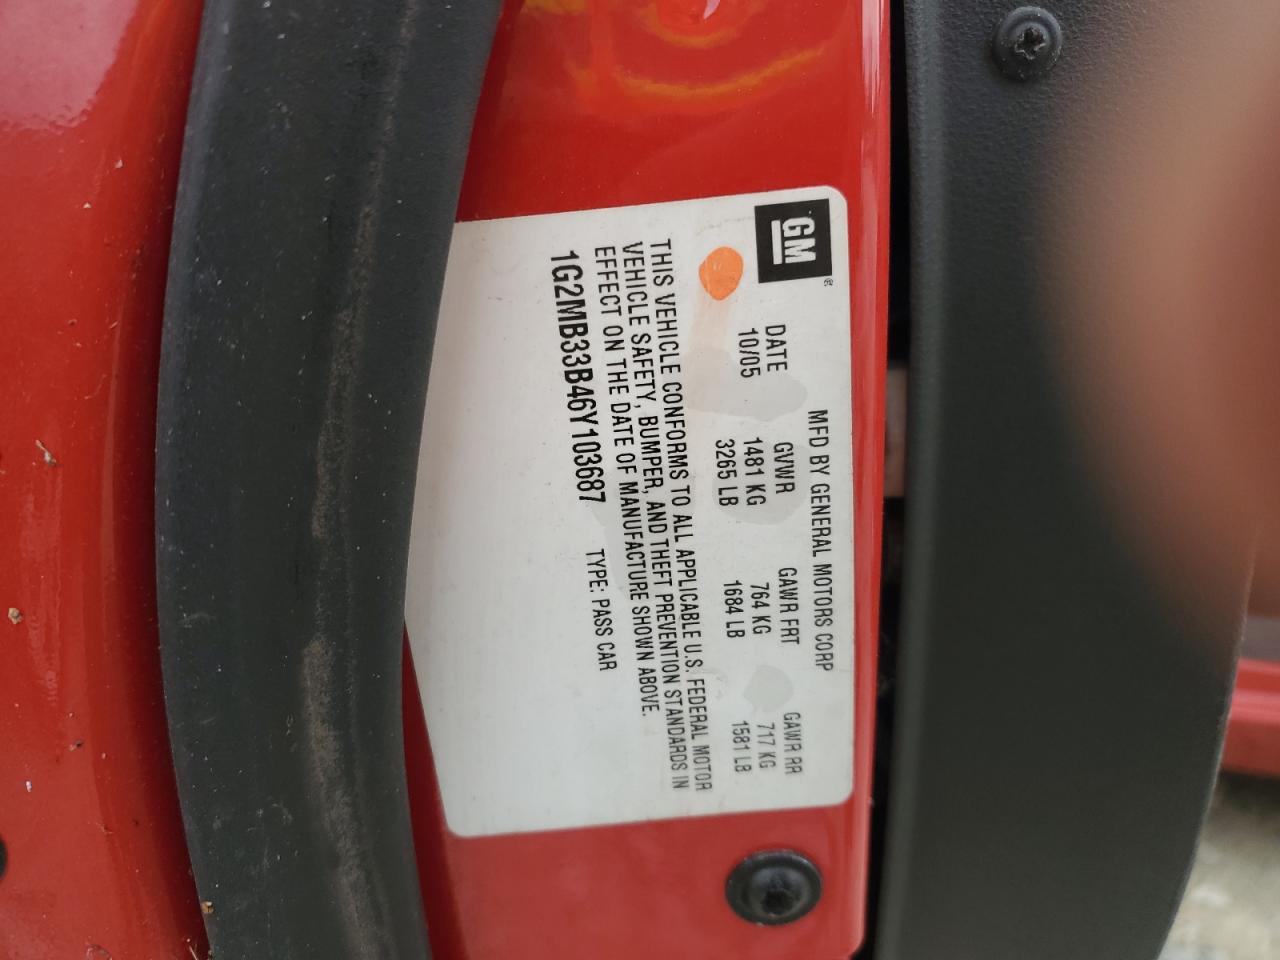 GM®
MFD BY GENERAL MOTORS CORP
DATE GVWR GAWR FRT GAWR RR
10/05 1481 KG 764 KG 717 KG
3265 LB 1684 LB 1581 LB
THIS VEHICLE CONFORMS TO ALL APPLICABLE U.S. FEDERAL MOTOR
VEHICLE SAFETY, BUMPER, AND THEFT PREVENTION STANDARDS IN
EFFECT ON THE DATE OF MANUFACTURE SHOWN ABOVE.
1G2MB33B46Y103687 TYPE: PASS CAR